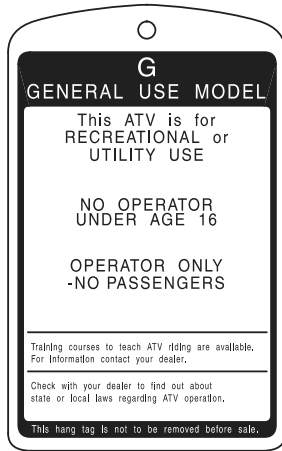 G
GENERAL USE MODEL
This ATV is for
RECREATIONAL or
UTILITY USE
NO OPERATOR
UNDER AGE 16
OPERATOR ONLY
-NO PASSENGERS
Training courses to teach ATV riding are available.
For information contact your dealer.
Check with your dealer to find out about
state or local laws regarding ATV operation.
This hang tag is not to be removed before sale.